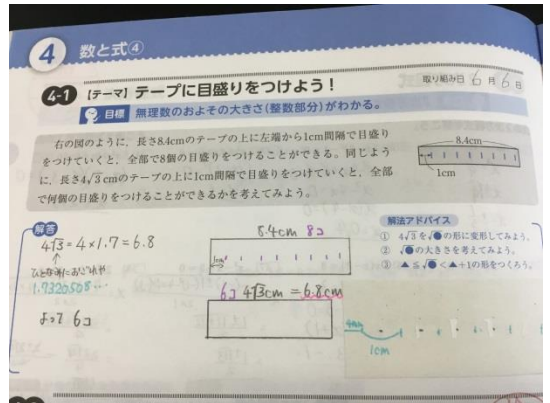 4 数と式④
4-1 【テーマ】テープに目盛りをつけよう！
取り組み日 6月6日
目標 無理数のおよその大きさ(整数部分)がわかる。
右の図のように，長さ8.4cmのテープの上に左端から1cm間隔で目盛り
をつけていくと，全部で8個の目盛りをつけることができる。同じよう
に，長さ4√3 cmのテープの上に1cm間隔で目盛りをつけていくと，全部
で何個の目盛りをつけることができるかを考えてみよう。
8.4cm
1cm
解答
4√3 = 4×1.7 = 6.8
↑
1.7320508…
よって 6コ
8.4cm 8コ
1cm
6コ 4√3cm = 6.8cm
解法アドバイス
① 4√3を√●の形に変形してみよう。
② √●の大きさを考えてみよう。
③ ▲≦√●<▲+1の形をつくろう。
1cm